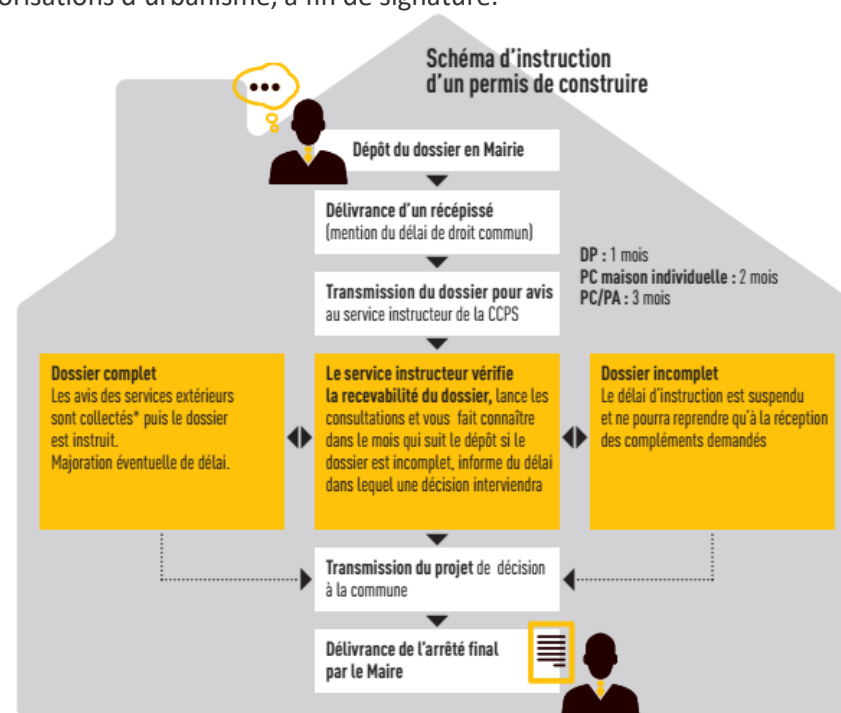 orisations d'urbanisme, à fin de signature.
Schéma d'instruction
d'un permis de construire
Dépôt du dossier en Mairie
Délivrance d'un récépissé
(mention du délai de droit commun)
DP : 1 mois
PC maison individuelle : 2 mois
PC/PA : 3 mois
Transmission du dossier pour avis
au service instructeur de la CCPS
Dossier complet
Les avis des services extérieurs
sont collectés* puis le dossier
est instruit.
Majoration éventuelle de délai.
Le service instructeur vérifie
la recevabilité du dossier, lance les
consultations et vous fait connaître
dans le mois qui suit le dépôt si le
dossier est incomplet, informe du délai
dans lequel une décision interviendra
Dossier incomplet
Le délai d'instruction est suspendu
et ne pourra reprendre qu'à la réception
des compléments demandés
Transmission du projet de décision
à la commune
Délivrance de l'arrêté final
par le Maire